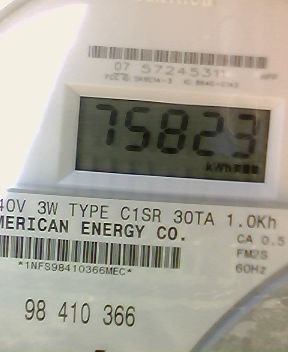 07 5724531
75823
kWh
40V 3W TYPE C1SR 30TA 1.0Kh
MERICAN ENERGY CO.
CA 0.5
FM2S
60Hz
*1NFS98410366MEC*
98 410 366